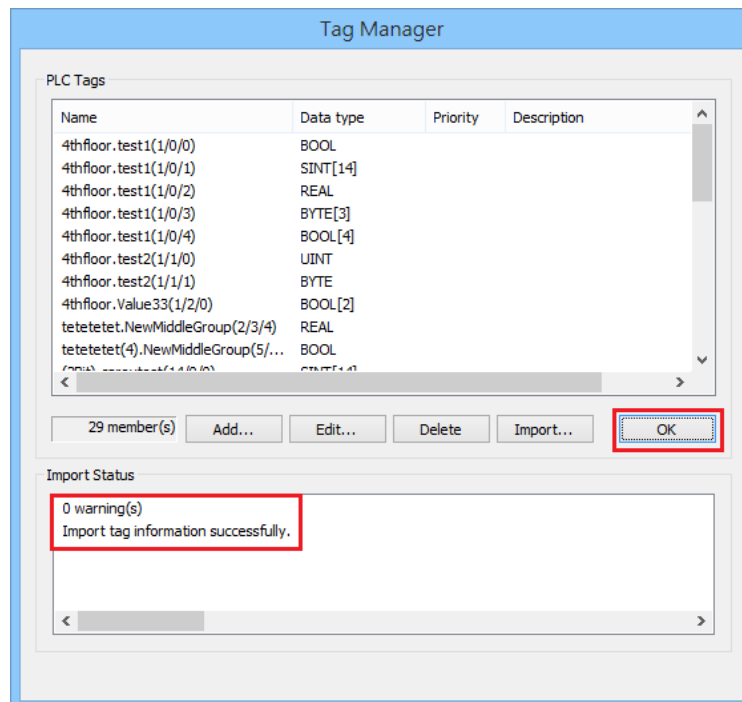 Tag Manager
PLC Tags
Name Data type Priority Description
4thfloor.test1(1/0/0) BOOL
4thfloor.test1(1/0/1) SINT[14]
4thfloor.test1(1/0/2) REAL
4thfloor.test1(1/0/3) BYTE[3]
4thfloor.test1(1/0/4) BOOL[4]
4thfloor.test2(1/1/0) UINT
4thfloor.test2(1/1/1) BYTE
4thfloor.Value33(1/2/0) BOOL[2]
tetetetet.NewMiddleGroup(2/3/4) REAL
tetetetet(4).NewMiddleGroup(5/... BOOL
SINT[14]
29 member(s) Add... Edit... Delete Import... OK
Import Status
0 warning(s)
Import tag information successfully.